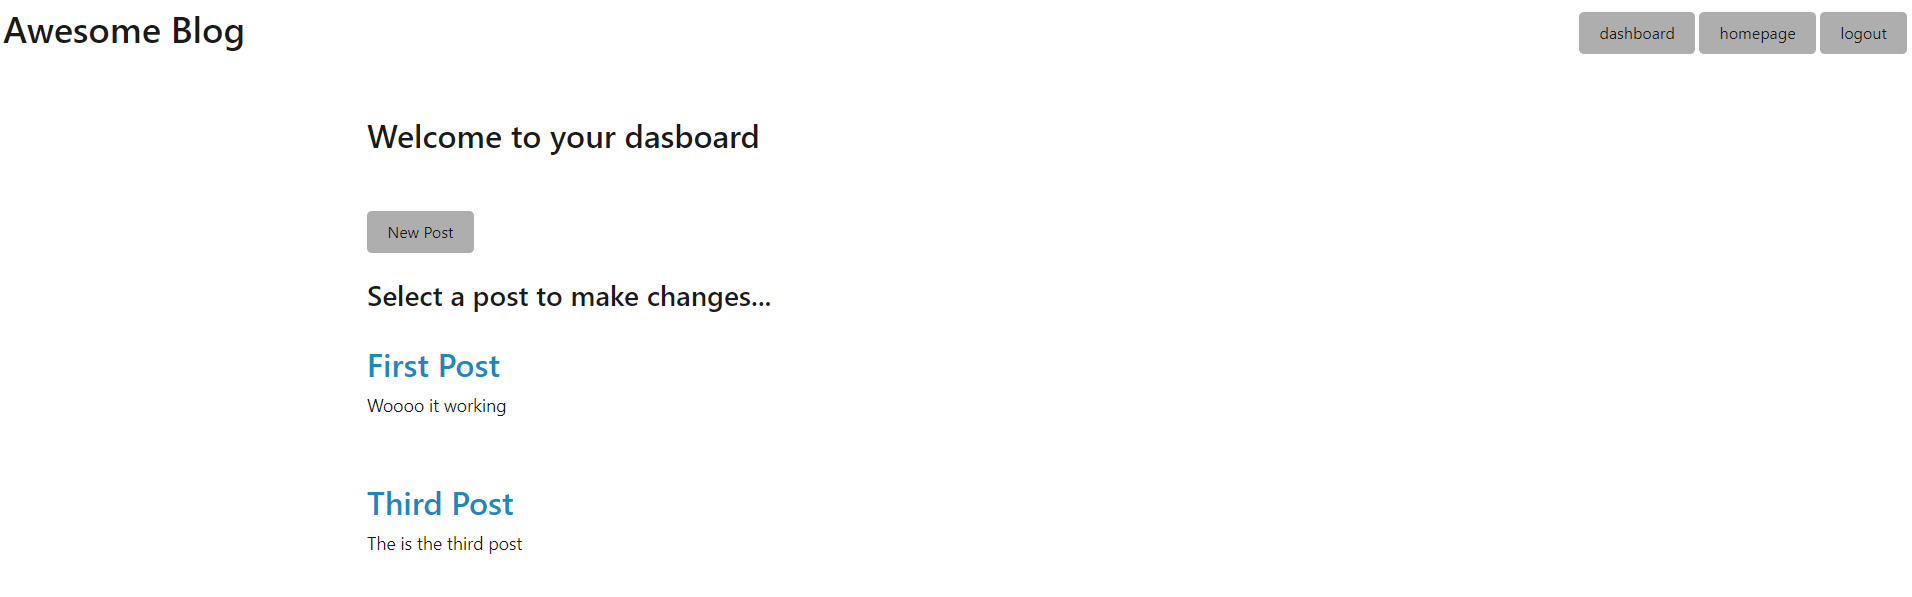 Awesome Blog
dashboard homepage logout
Welcome to your dasboard
New Post
Select a post to make changes...
First Post
Woooo it working
Third Post
The is the third post